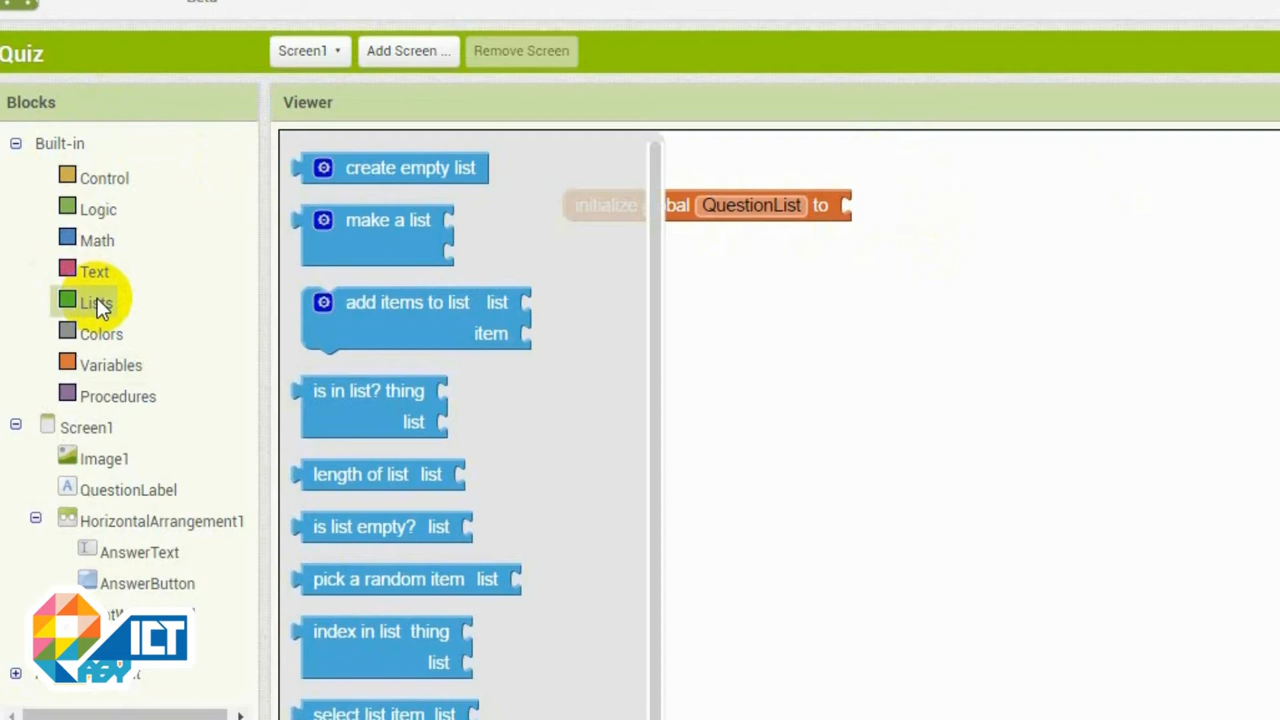 Beta
Quiz
Screen1
Add Screen ...
Remove Screen
Blocks
Viewer
Built-in
Control
Logic
Math
Text
Lists
Colors
Variables
Procedures
Screen1
Image1
QuestionLabel
HorizontalArrangement1
AnswerText
AnswerButton
ICT
create empty list
make a list
add items to list list
item
is in list? thing
list
length of list list
is list empty? list
pick a random item list
index in list thing
list
select list item list
initialize global QuestionList to